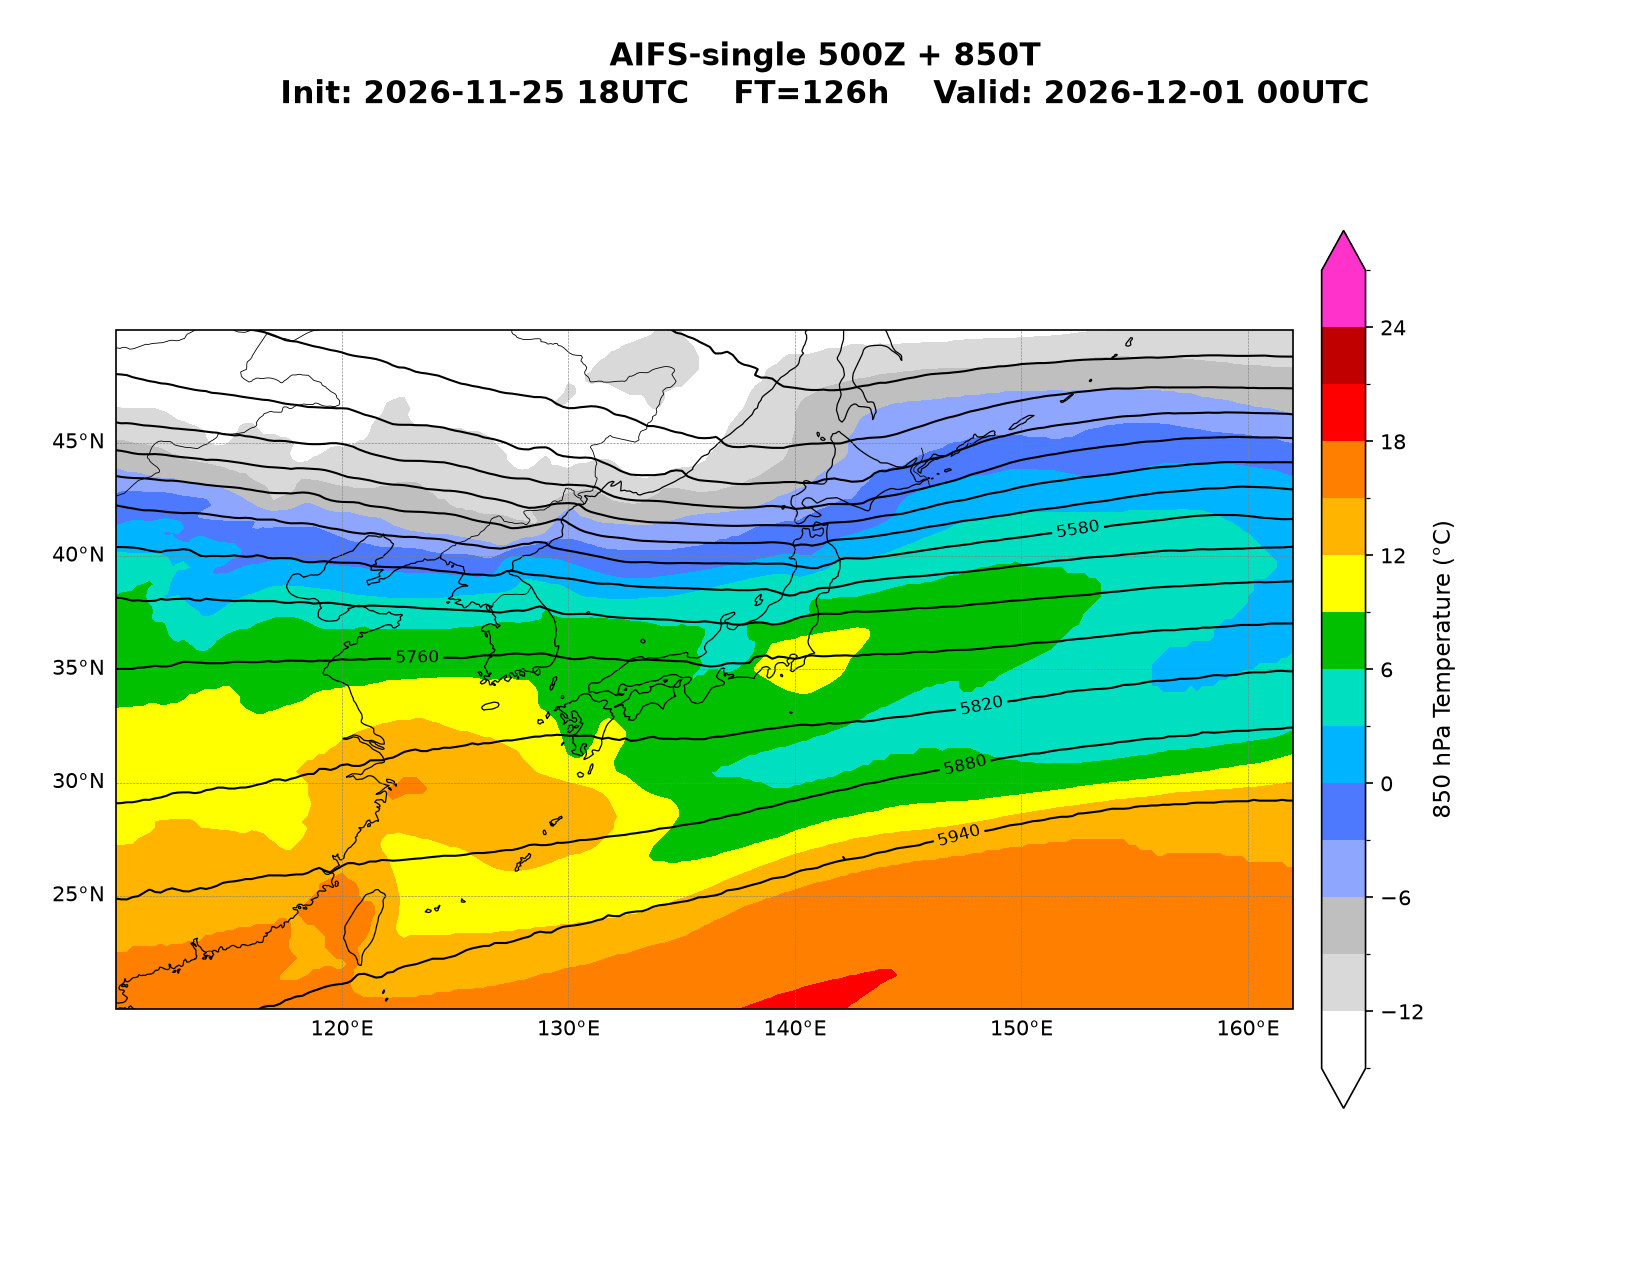 AIFS-single 500Z + 850T
Init: 2026-11-25 18UTC    FT=126h    Valid: 2026-12-01 00UTC
45°N
40°N
35°N
30°N
25°N
120°E
130°E
140°E
150°E
160°E
5580
5760
5820
5880
5940
24
18
12
6
0
−6
−12
850 hPa Temperature (°C)